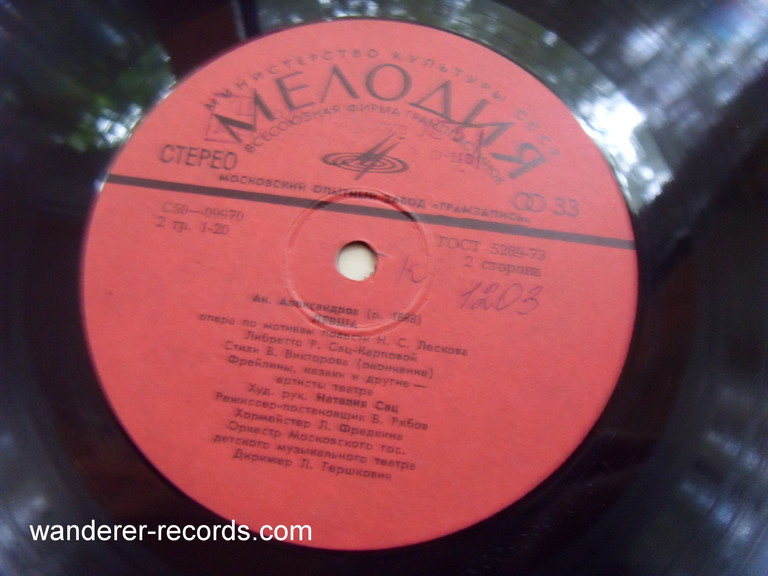 МИНИСТЕРСТВО КУЛЬТУРЫ СССР
МЕЛОДИЯ
ВСЕСОЮЗНАЯ ФИРМА ГРАМПЛАСТИНОК
СТЕРЕО
33
МОСКОВСКИЙ ОПЫТНЫЙ ЗАВОД «ГРАМЗАПИСЬ»
С50—09970
ГОСТ 5289-73
2 гр. 1-20
2 сторона
К
1203
Ак. Александров (р. 1888)
ЛЕВША
опера по мотивам повести Н. С. Лескова
Либретто Р. Сац-Карповой
Стихи В. Викторова (окончание)
Фрейлины, казаки и другие —
артисты театра
Худ. рук. Наталия Сац
Режиссер-постановщик В. Рябов
Хормейстер Л. Фрадкина
Оркестр Московского гос.
детского музыкального театра
Дирижер Л. Гершкович
wanderer-records.com